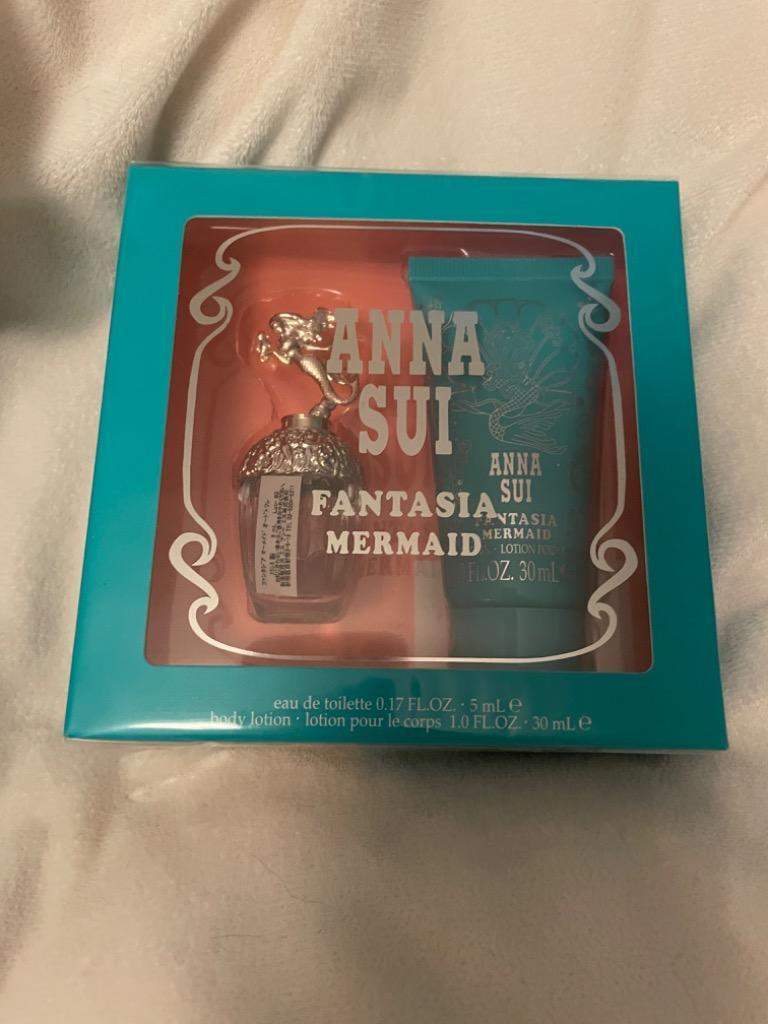 ANNA
SUI
FANTASIA
MERMAID
ANNA
SUI
FANTASIA
MERMAID
LOTION
FL.OZ. 30 mL
eau de toilette 0.17 FL.OZ. · 5 mL ℮
body lotion · lotion pour le corps 1.0 FL.OZ. · 30 mL ℮